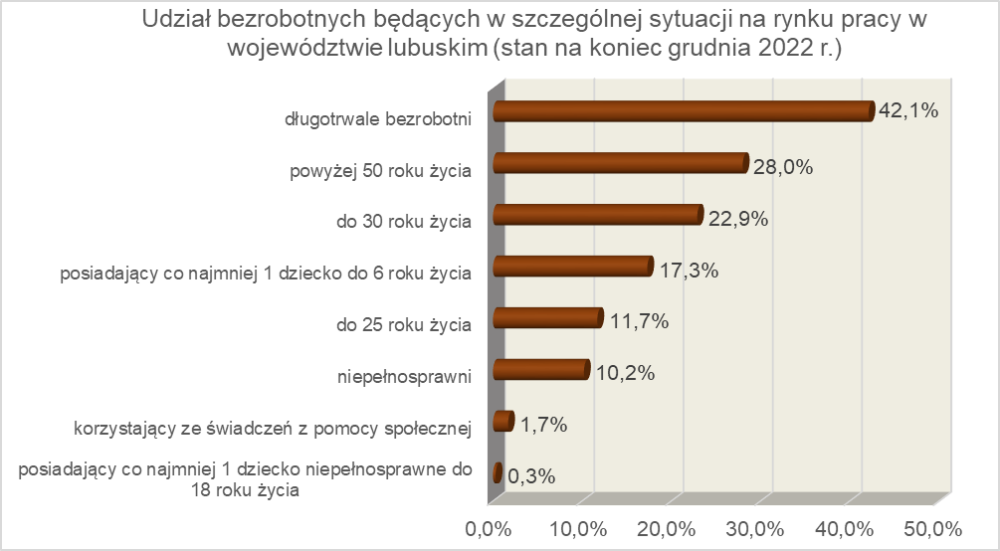 Udział bezrobotnych będących w szczególnej sytuacji na rynku pracy w
województwie lubuskim (stan na koniec grudnia 2022 r.)
długotrwale bezrobotni 42,1%
powyżej 50 roku życia 28,0%
do 30 roku życia 22,9%
posiadający co najmniej 1 dziecko do 6 roku życia 17,3%
do 25 roku życia 11,7%
niepełnosprawni 10,2%
korzystający ze świadczeń z pomocy społecznej 1,7%
posiadający co najmniej 1 dziecko niepełnosprawne do
18 roku życia 0,3%
0,0% 10,0% 20,0% 30,0% 40,0% 50,0%